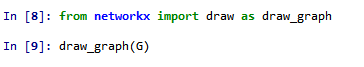 In [8]: from networkx import draw as draw_graph
In [9]: draw_graph(G)